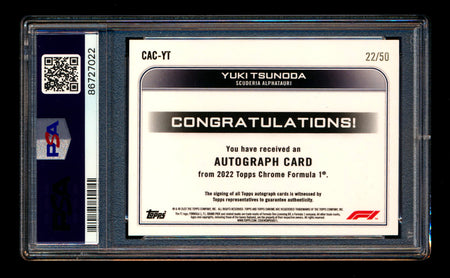 CAC-YT 22/50
YUKI TSUNODA
SCUDERIA ALPHATAURI
CONGRATULATIONS!
You have received an
AUTOGRAPH CARD
from 2022 Topps Chrome Formula 1®.
The signing of all Topps autograph cards is witnessed by
Topps representatives to guarantee authenticity.
Topps
F1
PSA
86727022